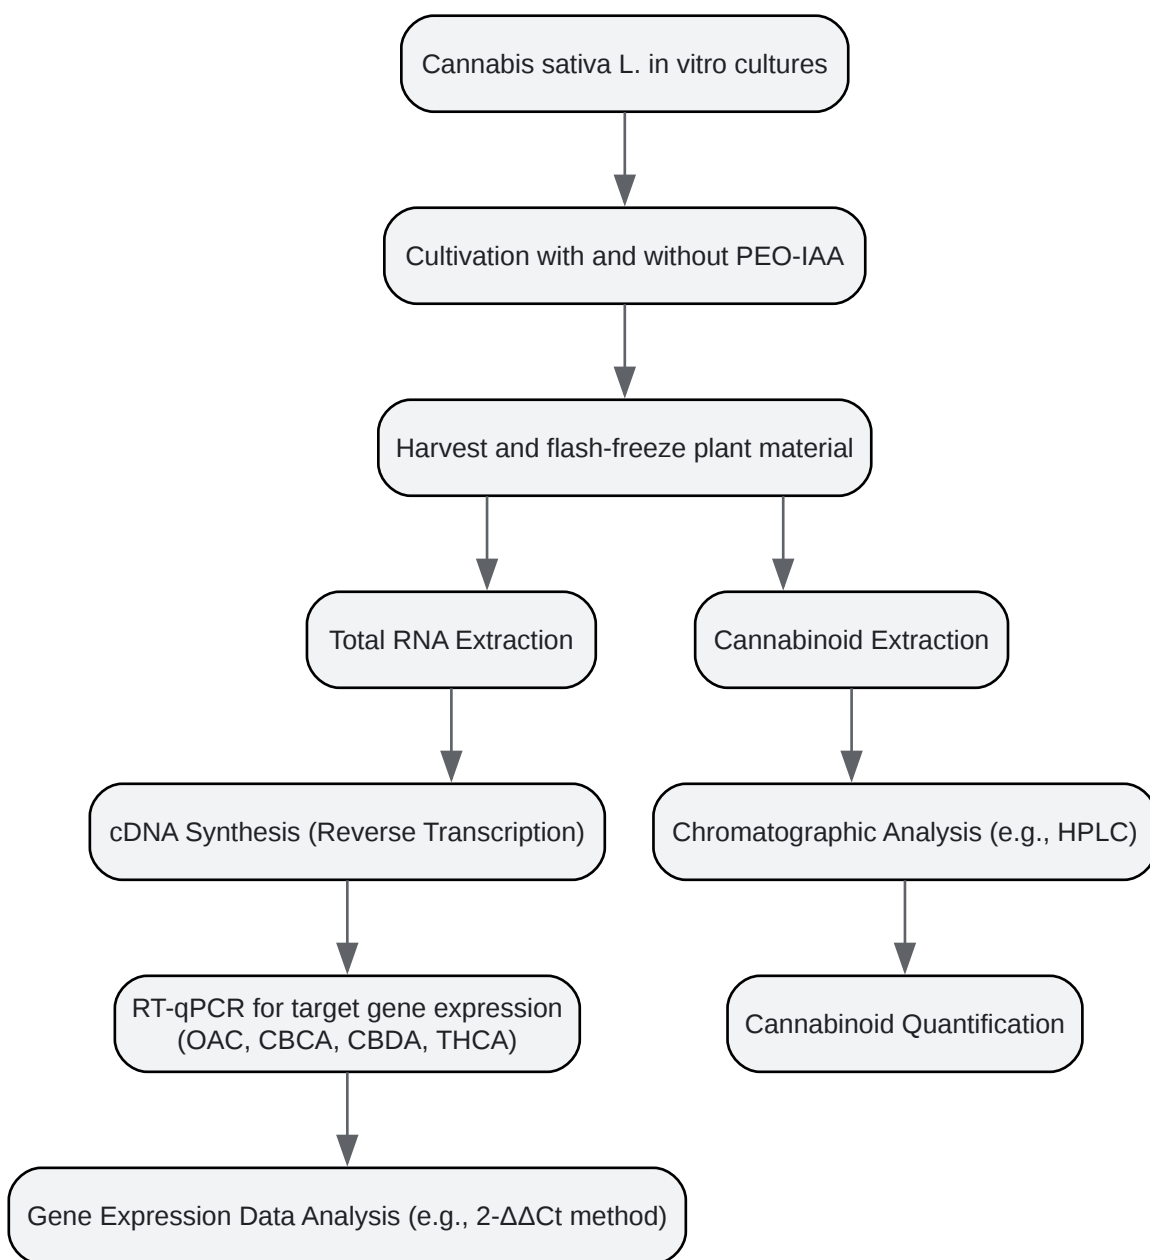 Cannabis sativa L. in vitro cultures
Cultivation with and without PEO-IAA
Harvest and flash-freeze plant material
Total RNA Extraction
Cannabinoid Extraction
cDNA Synthesis (Reverse Transcription)
Chromatographic Analysis (e.g., HPLC)
RT-qPCR for target gene expression
(OAC, CBCA, CBDA, THCA)
Cannabinoid Quantification
Gene Expression Data Analysis (e.g., 2-ΔΔCt method)